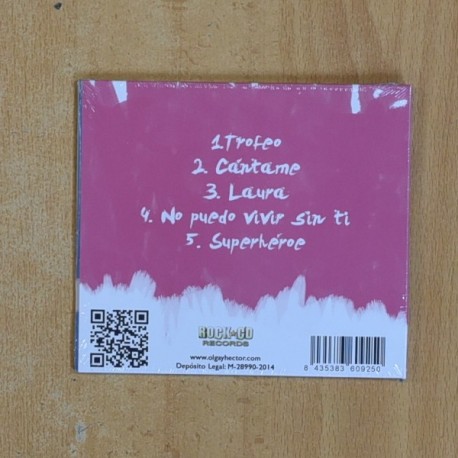 1. Trofeo
2. Cántame
3. Laura
4. No puedo vivir sin ti
5. Superhéroe
ROCK CD
RECORDS
www.olgayhector.com
Depósito Legal: M-28990-2014
8 435383 609250